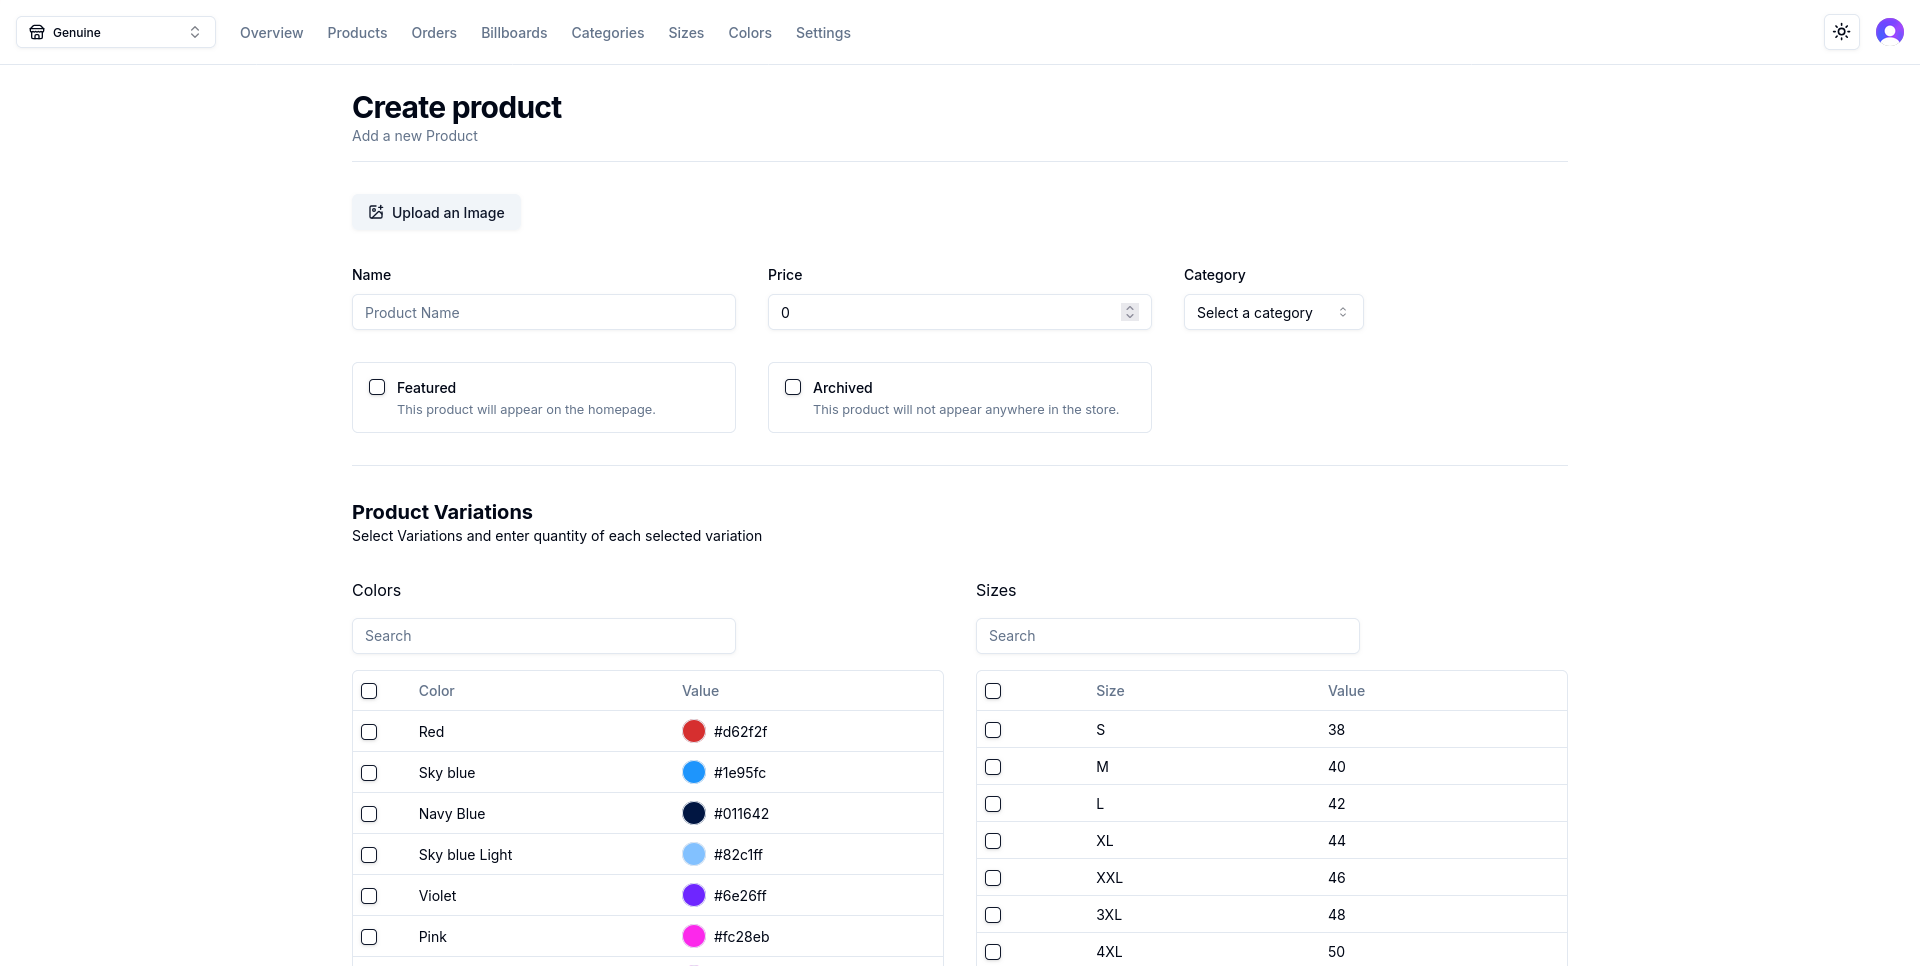 Genuine Overview Products Orders Billboards Categories Sizes Colors Settings
Create product
Add a new Product
Upload an Image
Name Price Category
Product Name 0 Select a category
Featured Archived
This product will appear on the homepage. This product will not appear anywhere in the store.
Product Variations
Select Variations and enter quantity of each selected variation
Colors Sizes
Search Search
Color Value Size Value
Red #d62f2f S 38
Sky blue #1e95fc M 40
Navy Blue #011642 L 42
Sky blue Light #82c1ff XL 44
Violet #6e26ff XXL 46
Pink #fc28eb 3XL 48
4XL 50